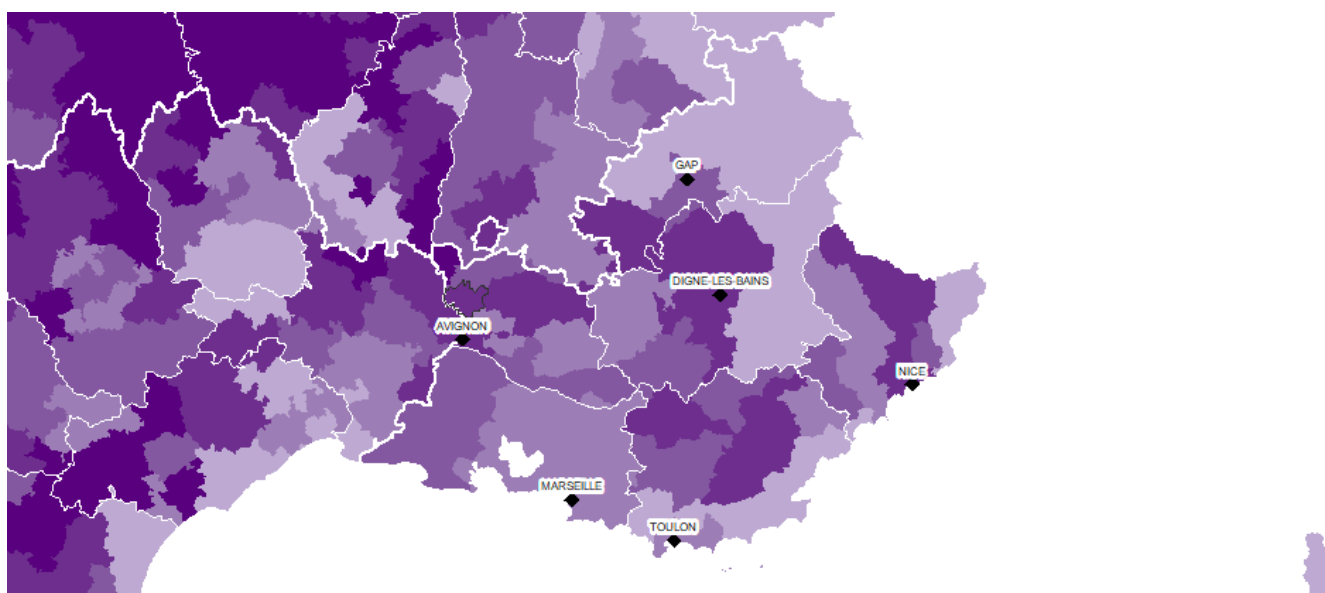 GAP
DIGNE-LES-BAINS
AVIGNON
NICE
MARSEILLE
TOULON